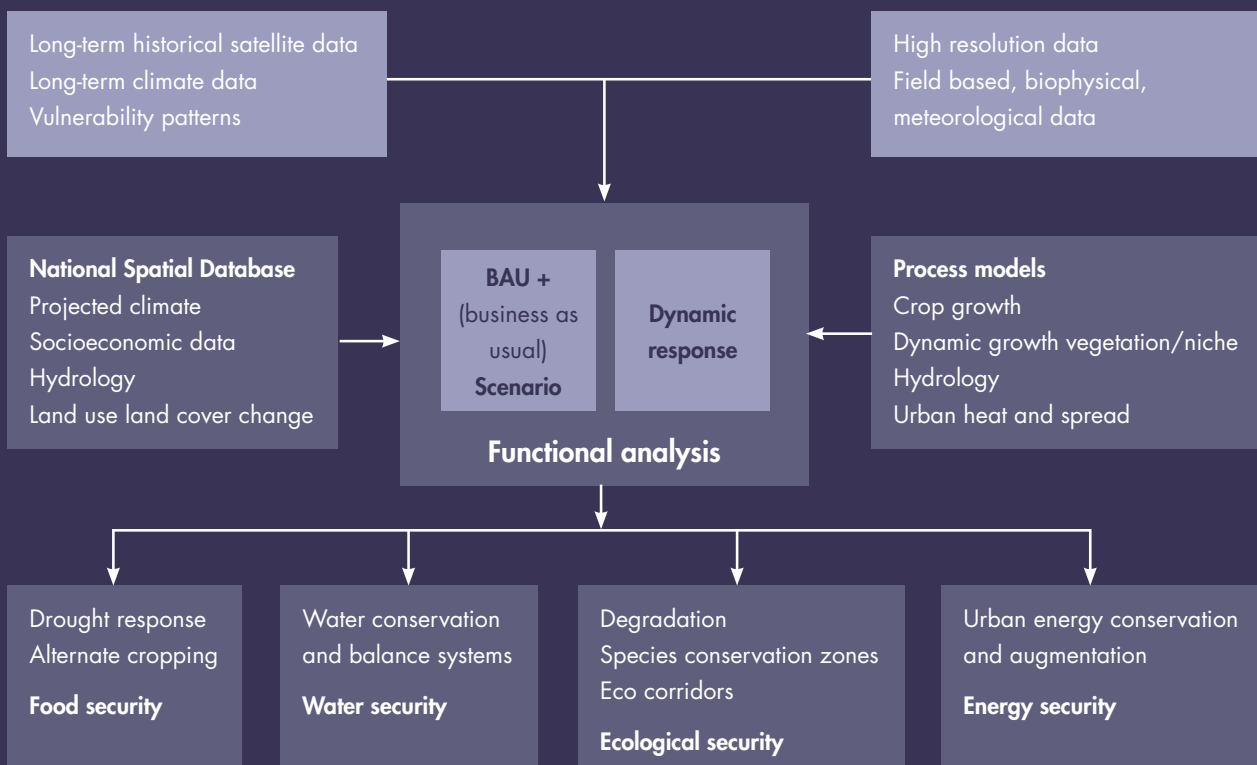 Long-term historical satellite data
Long-term climate data
Vulnerability patterns
High resolution data
Field based, biophysical,
meteorological data
National Spatial Database
Projected climate
Socioeconomic data
Hydrology
Land use land cover change
BAU +
(business as
usual)
Scenario
Dynamic
response
Functional analysis
Process models
Crop growth
Dynamic growth vegetation/niche
Hydrology
Urban heat and spread
Drought response
Alternate cropping
Food security
Water conservation
and balance systems
Water security
Degradation
Species conservation zones
Eco corridors
Ecological security
Urban energy conservation
and augmentation
Energy security